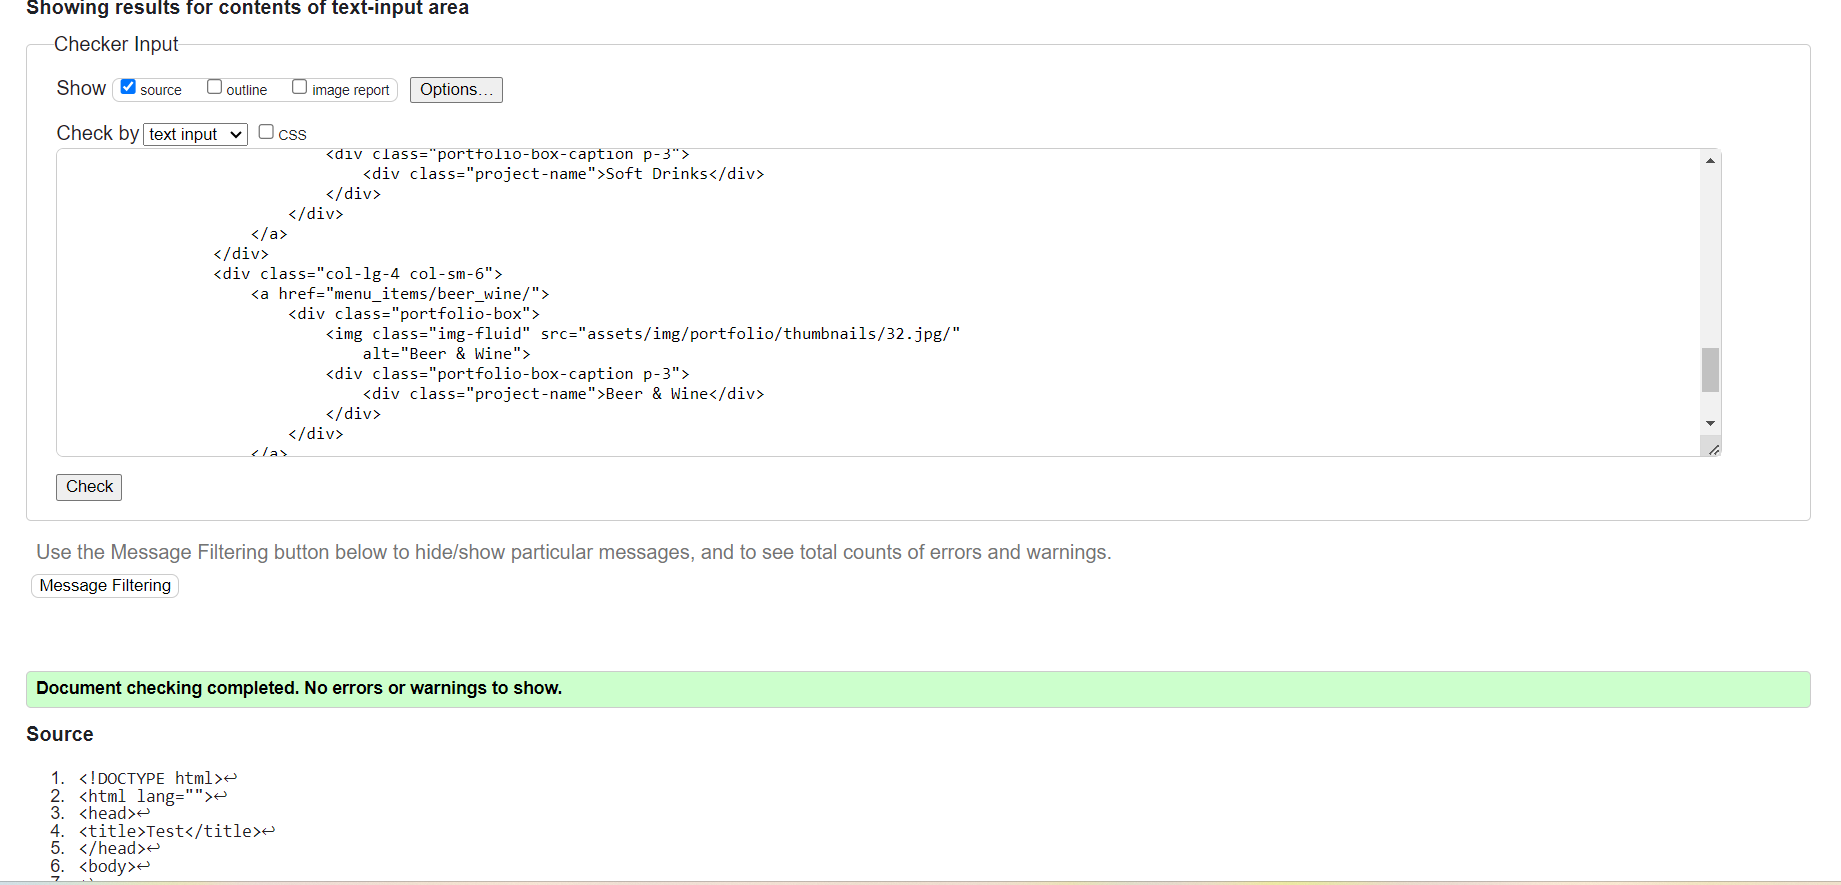 Showing results for contents of text-input area
Checker Input
Show source outline image report Options...
Check by text input CSS
<div class="portfolio-box-caption p-3">
<div class="project-name">Soft Drinks</div>
</div>
</div>
</a>
</div>
<div class="col-lg-4 col-sm-6">
<a href="menu_items/beer_wine/">
<div class="portfolio-box">
<img class="img-fluid" src="assets/img/portfolio/thumbnails/32.jpg/"
alt="Beer & Wine">
<div class="portfolio-box-caption p-3">
<div class="project-name">Beer & Wine</div>
</div>
</div>
</a>
Check
Use the Message Filtering button below to hide/show particular messages, and to see total counts of errors and warnings.
Message Filtering
Document checking completed. No errors or warnings to show.
Source
1. <!DOCTYPE html>↩
2. <html lang="">↩
3. <head>↩
4. <title>Test</title>↩
5. </head>↩
6. <body>↩